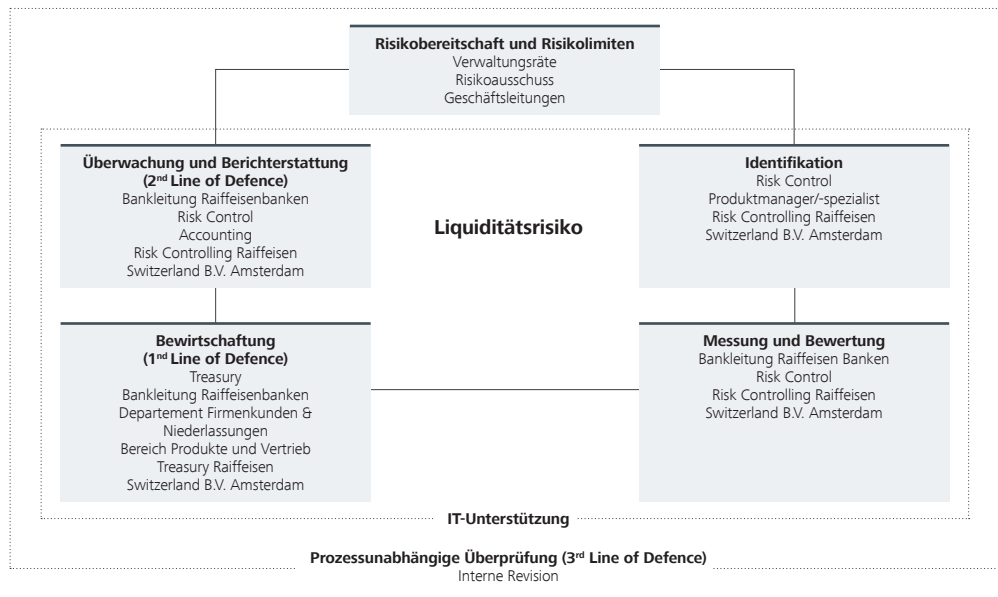 Risikobereitschaft und Risikolimiten
Verwaltungsräte
Risikoausschuss
Geschäftsleitungen
Überwachung und Berichterstattung
(2nd Line of Defence)
Bankleitung Raiffeisenbanken
Risk Control
Accounting
Risk Controlling Raiffeisen
Switzerland B.V. Amsterdam
Liquiditätsrisiko
Identifikation
Risk Control
Produktmanager/-spezialist
Risk Controlling Raiffeisen
Switzerland B.V. Amsterdam
Bewirtschaftung
(1nd Line of Defence)
Treasury
Bankleitung Raiffeisenbanken
Departement Firmenkunden &
Niederlassungen
Bereich Produkte und Vertrieb
Treasury Raiffeisen
Switzerland B.V. Amsterdam
Messung und Bewertung
Bankleitung Raiffeisen Banken
Risk Control
Risk Controlling Raiffeisen
Switzerland B.V. Amsterdam
IT-Unterstützung
Prozessunabhängige Überprüfung (3rd Line of Defence)
Interne Revision